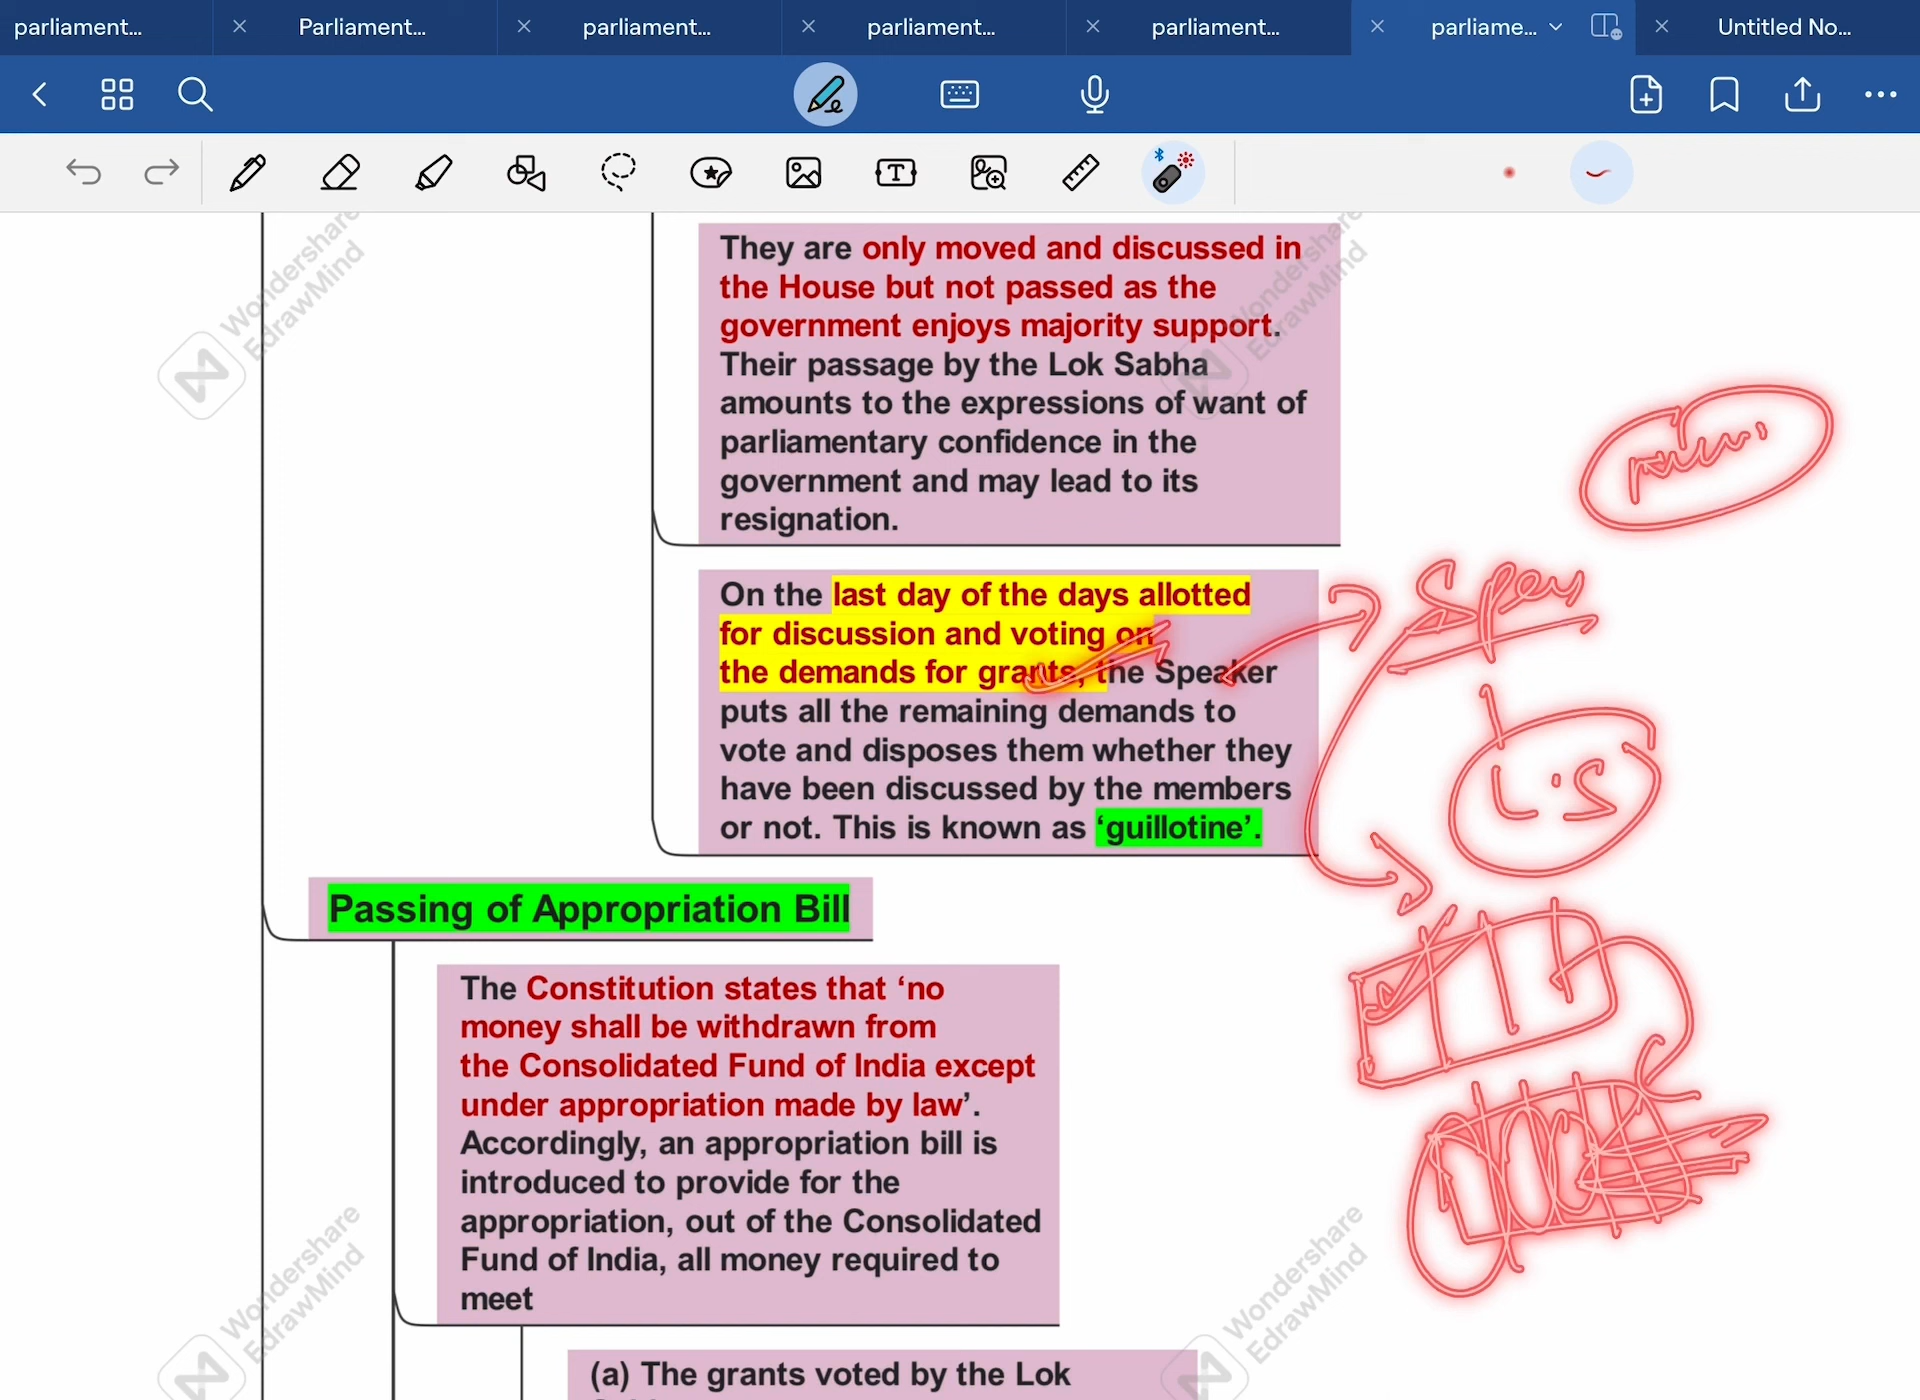 parliament...
Parliament...
parliament...
parliament...
parliament...
parliame...
Untitled No...
They are only moved and discussed in
the House but not passed as the
government enjoys majority support.
Their passage by the Lok Sabha
amounts to the expressions of want of
parliamentary confidence in the
government and may lead to its
resignation.
On the last day of the days allotted
for discussion and voting on
the demands for grants, the Speaker
puts all the remaining demands to
vote and disposes them whether they
have been discussed by the members
or not. This is known as ‘guillotine’.
L.S
Passing of Appropriation Bill
The Constitution states that ‘no
money shall be withdrawn from
the Consolidated Fund of India except
under appropriation made by law’.
Accordingly, an appropriation bill is
introduced to provide for the
appropriation, out of the Consolidated
Fund of India, all money required to
meet
(a) The grants voted by the Lok
Wondershare
EdrawMind
Wondershare
EdrawMind
Wondershare
EdrawMind
Wondershare
EdrawMind